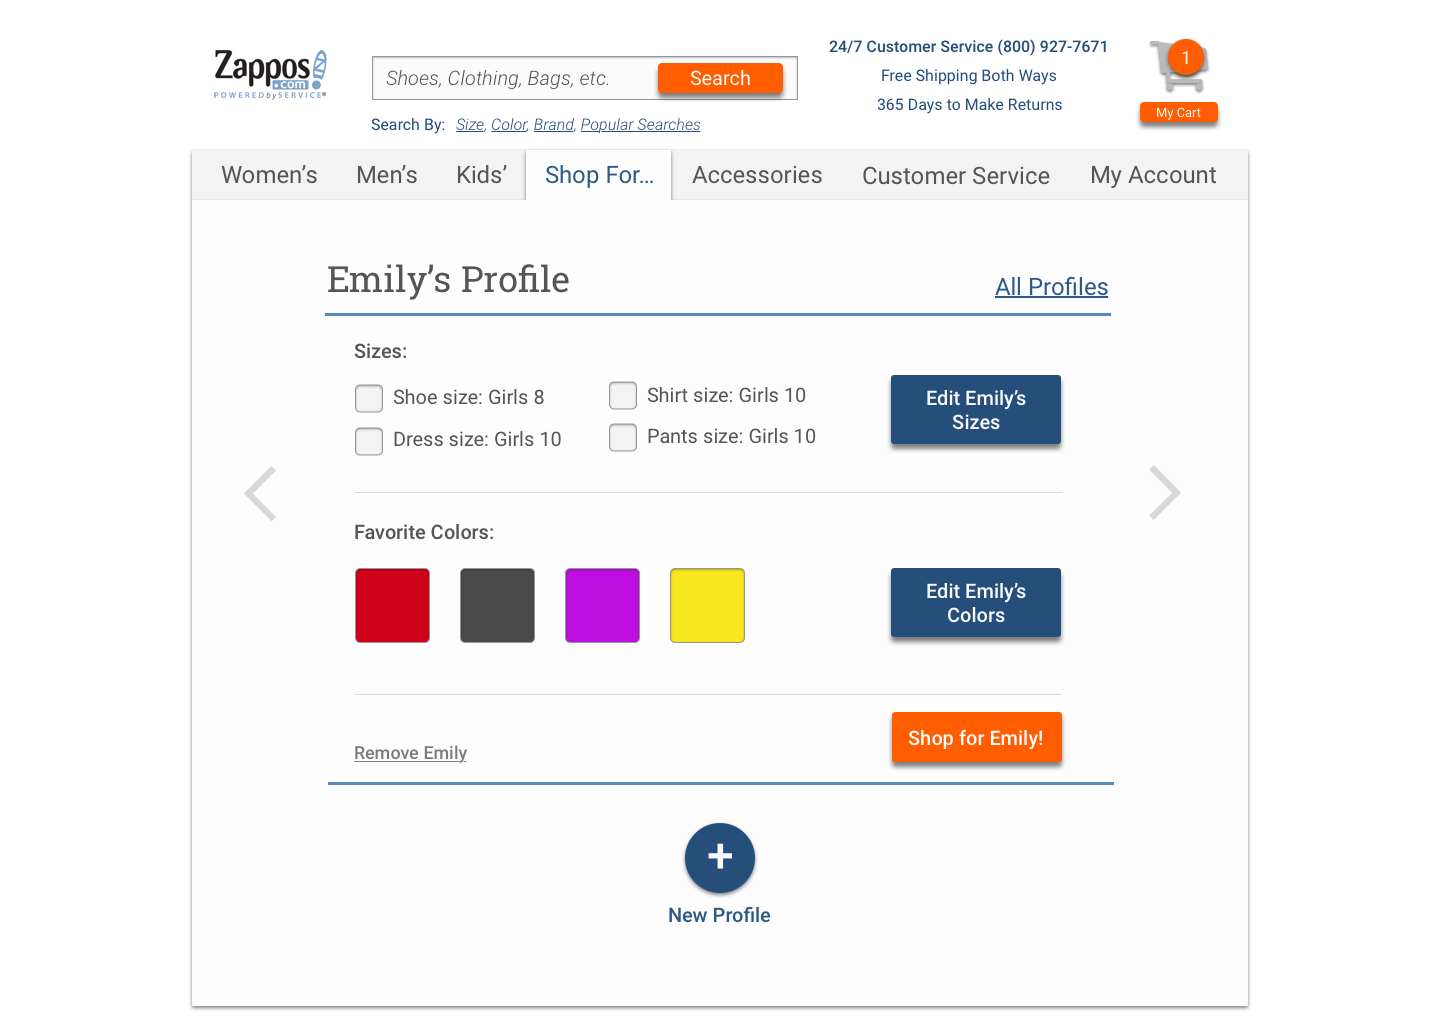 Zappos
.com
POWERED by SERVICE®
Shoes, Clothing, Bags, etc.
Search
Search By: Size, Color, Brand, Popular Searches
24/7 Customer Service (800) 927-7671
Free Shipping Both Ways
365 Days to Make Returns
1
My Cart
Women’s Men’s Kids’ Shop For... Accessories Customer Service My Account
Emily’s Profile
All Profiles
Sizes:
Shoe size: Girls 8
Shirt size: Girls 10
Dress size: Girls 10
Pants size: Girls 10
Edit Emily’s
Sizes
Favorite Colors:
Edit Emily’s
Colors
Remove Emily
Shop for Emily!
+
New Profile